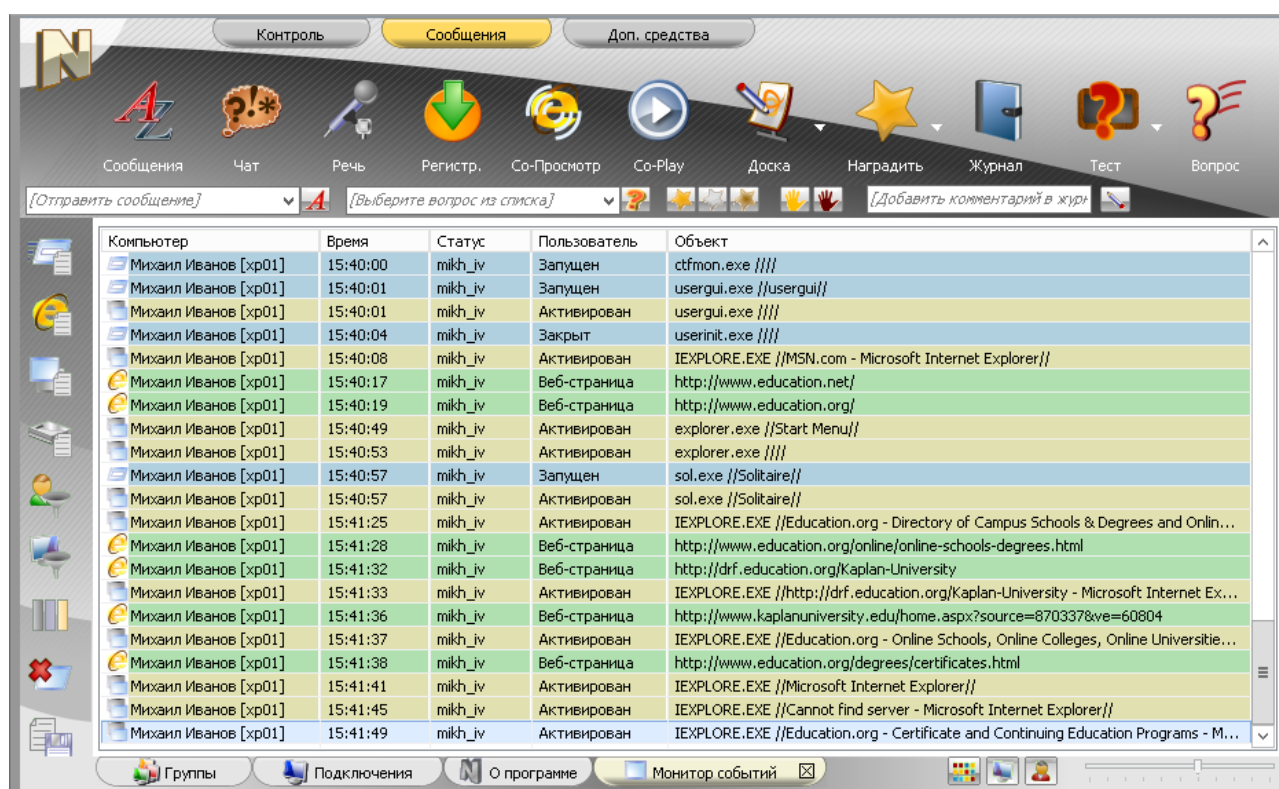 Контроль Сообщения Доп. средства
Сообщения Чат Речь Регистр. Со-Просмотр Co-Play Доска Наградить Журнал Тест Вопрос
[Отправить сообщение] [Выберите вопрос из списка] [Добавить комментарий в журн
Компьютер Время Статус Пользователь Объект
Михаил Иванов [xp01] 15:40:00 mikh_iv Запущен ctfmon.exe ////
Михаил Иванов [xp01] 15:40:01 mikh_iv Запущен usergui.exe //usergui//
Михаил Иванов [xp01] 15:40:01 mikh_iv Активирован usergui.exe ////
Михаил Иванов [xp01] 15:40:04 mikh_iv Закрыт userinit.exe ////
Михаил Иванов [xp01] 15:40:08 mikh_iv Активирован IEXPLORE.EXE //MSN.com - Microsoft Internet Explorer//
Михаил Иванов [xp01] 15:40:17 mikh_iv Веб-страница http://www.education.net/
Михаил Иванов [xp01] 15:40:19 mikh_iv Веб-страница http://www.education.org/
Михаил Иванов [xp01] 15:40:49 mikh_iv Активирован explorer.exe //Start Menu//
Михаил Иванов [xp01] 15:40:53 mikh_iv Активирован explorer.exe ////
Михаил Иванов [xp01] 15:40:57 mikh_iv Запущен sol.exe //Solitaire//
Михаил Иванов [xp01] 15:40:57 mikh_iv Активирован sol.exe //Solitaire//
Михаил Иванов [xp01] 15:41:25 mikh_iv Активирован IEXPLORE.EXE //Education.org - Directory of Campus Schools & Degrees and Onlin...
Михаил Иванов [xp01] 15:41:28 mikh_iv Веб-страница http://www.education.org/online/online-schools-degrees.html
Михаил Иванов [xp01] 15:41:32 mikh_iv Веб-страница http://drf.education.org/Kaplan-University
Михаил Иванов [xp01] 15:41:33 mikh_iv Активирован IEXPLORE.EXE //http://drf.education.org/Kaplan-University - Microsoft Internet Ex...
Михаил Иванов [xp01] 15:41:36 mikh_iv Веб-страница http://www.kaplanuniversity.edu/home.aspx?source=870337&ve=60804
Михаил Иванов [xp01] 15:41:37 mikh_iv Активирован IEXPLORE.EXE //Education.org - Online Schools, Online Colleges, Online Universitie...
Михаил Иванов [xp01] 15:41:38 mikh_iv Веб-страница http://www.education.org/degrees/certificates.html
Михаил Иванов [xp01] 15:41:41 mikh_iv Активирован IEXPLORE.EXE //Microsoft Internet Explorer//
Михаил Иванов [xp01] 15:41:45 mikh_iv Активирован IEXPLORE.EXE //Cannot find server - Microsoft Internet Explorer//
Михаил Иванов [xp01] 15:41:49 mikh_iv Активирован IEXPLORE.EXE //Education.org - Certificate and Continuing Education Programs - M...
Группы Подключения О программе Монитор событий